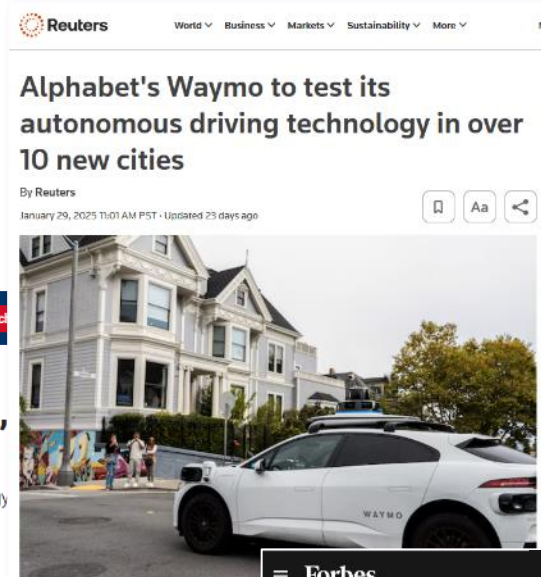 Reuters
World Business Markets Sustainability More
Alphabet's Waymo to test its
autonomous driving technology in over
10 new cities
By Reuters
January 29, 2025 11:01 AM PST · Updated 23 days ago
Aa
WAYMO
Forbes